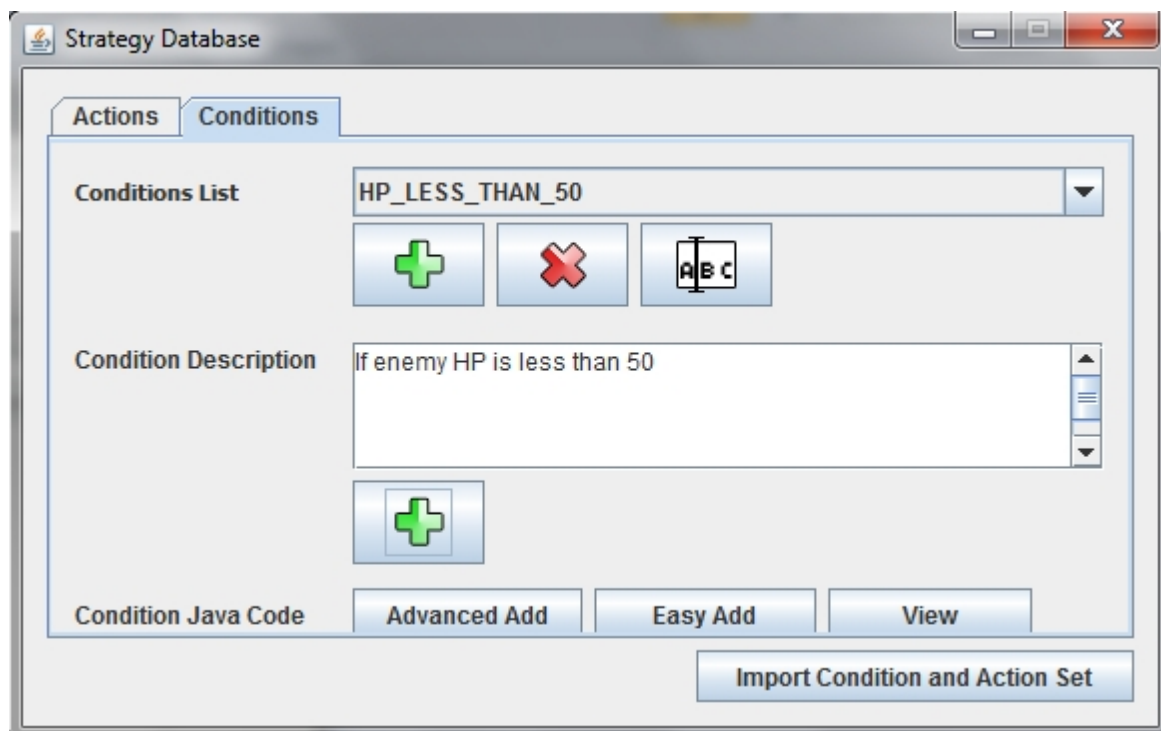 Strategy Database
Actions Conditions
Conditions List HP_LESS_THAN_50
ABC
Condition Description If enemy HP is less than 50
Condition Java Code Advanced Add Easy Add View
Import Condition and Action Set